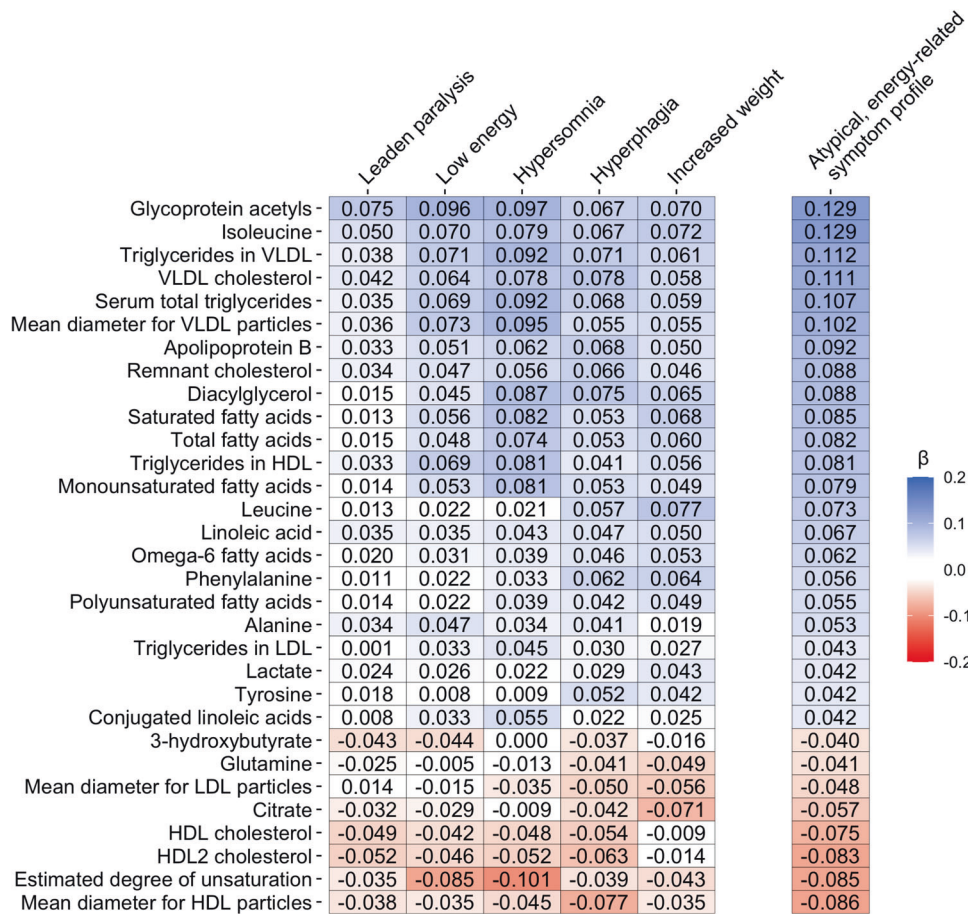 Leaden paralysis
Low energy
Hypersomnia
Hyperphagia
Increased weight
Atypical, energy-related
symptom profile
Glycoprotein acetyls 0.075 0.096 0.097 0.067 0.070 0.129
Isoleucine 0.050 0.070 0.079 0.067 0.072 0.129
Triglycerides in VLDL 0.038 0.071 0.092 0.071 0.061 0.112
VLDL cholesterol 0.042 0.064 0.078 0.078 0.058 0.111
Serum total triglycerides 0.035 0.069 0.092 0.068 0.059 0.107
Mean diameter for VLDL particles 0.036 0.073 0.095 0.055 0.055 0.102
Apolipoprotein B 0.033 0.051 0.062 0.068 0.050 0.092
Remnant cholesterol 0.034 0.047 0.056 0.066 0.046 0.088
Diacylglycerol 0.015 0.045 0.087 0.075 0.065 0.088
Saturated fatty acids 0.013 0.056 0.082 0.053 0.068 0.085
Total fatty acids 0.015 0.048 0.074 0.053 0.060 0.082
Triglycerides in HDL 0.033 0.069 0.081 0.041 0.056 0.081
Monounsaturated fatty acids 0.014 0.053 0.081 0.053 0.049 0.079
Leucine 0.013 0.022 0.021 0.057 0.077 0.073
Linoleic acid 0.035 0.035 0.043 0.047 0.050 0.067
Omega-6 fatty acids 0.020 0.031 0.039 0.046 0.053 0.062
Phenylalanine 0.011 0.022 0.033 0.062 0.064 0.056
Polyunsaturated fatty acids 0.014 0.022 0.039 0.042 0.049 0.055
Alanine 0.034 0.047 0.034 0.041 0.019 0.053
Triglycerides in LDL 0.001 0.033 0.045 0.030 0.027 0.043
Lactate 0.024 0.026 0.022 0.029 0.043 0.042
Tyrosine 0.018 0.008 0.009 0.052 0.042 0.042
Conjugated linoleic acids 0.008 0.033 0.055 0.022 0.025 0.042
3-hydroxybutyrate -0.043 -0.044 0.000 -0.037 -0.016 -0.040
Glutamine -0.025 -0.005 -0.013 -0.041 -0.049 -0.041
Mean diameter for LDL particles 0.014 -0.015 -0.035 -0.050 -0.056 -0.048
Citrate -0.032 -0.029 -0.009 -0.042 -0.071 -0.057
HDL cholesterol -0.049 -0.042 -0.048 -0.054 -0.009 -0.075
HDL2 cholesterol -0.052 -0.046 -0.052 -0.063 -0.014 -0.083
Estimated degree of unsaturation -0.035 -0.085 -0.101 -0.039 -0.043 -0.085
Mean diameter for HDL particles -0.038 -0.035 -0.045 -0.077 -0.035 -0.086
β
0.2
0.1
0.0
-0.1
-0.2